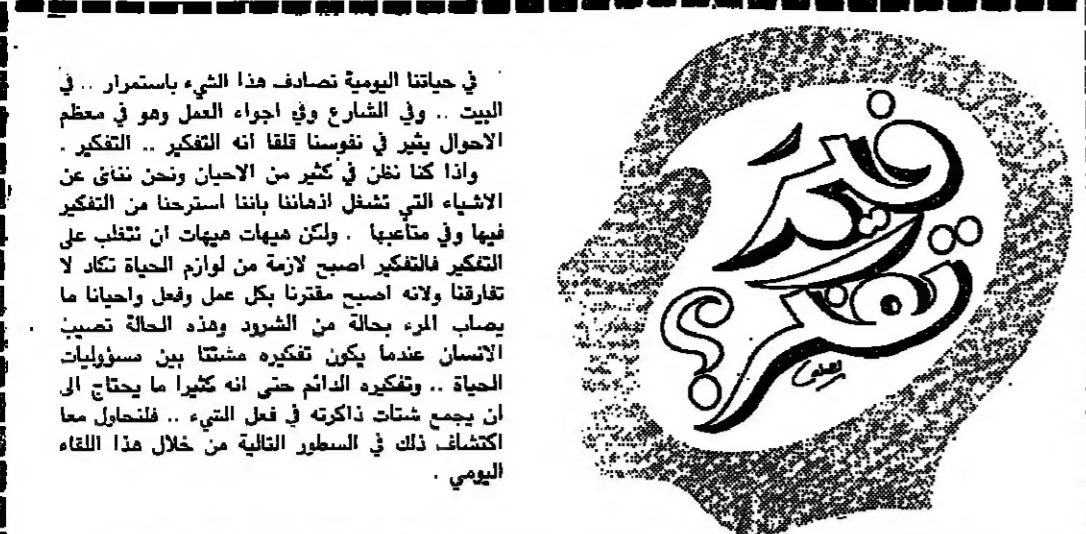 في حياتنا اليومية نصادف هذا الشيء باستمرار .. في
البيت .. وفي الشارع وفي اجواء العمل وهو في معظم
الاحوال يثير في نفوسنا قلقا أنه التفكير .. التفكير .
واذا كنا نظن في كثير من الاحيان ونحن ننأى عن
الاشياء التي تشغل اذهاننا باننا استرحنا من التفكير
فيها وفي متاعبها . ولكن هيهات هيهات ان نتغلب على
التفكير فالتفكير اصبح لازمة من لوازم الحياة تكاد لا
تفارقنا ولانه اصبح مقترنا بكل عمل وفعل واحيانا ما
يصاب المرء بحالة من الشرود وهذه الحالة تصيب
الانسان عندما يكون تفكيره مشتتا بين مسؤوليات
الحياة .. وتفكيره الدائم حتى انه كثيرا ما يحتاج الى
ان يجمع شتات ذاكرته في فعل الشيء .. فلنحاول معا
اكتشاف ذلك في السطور التالية من خلال هذا اللقاء
اليومي .